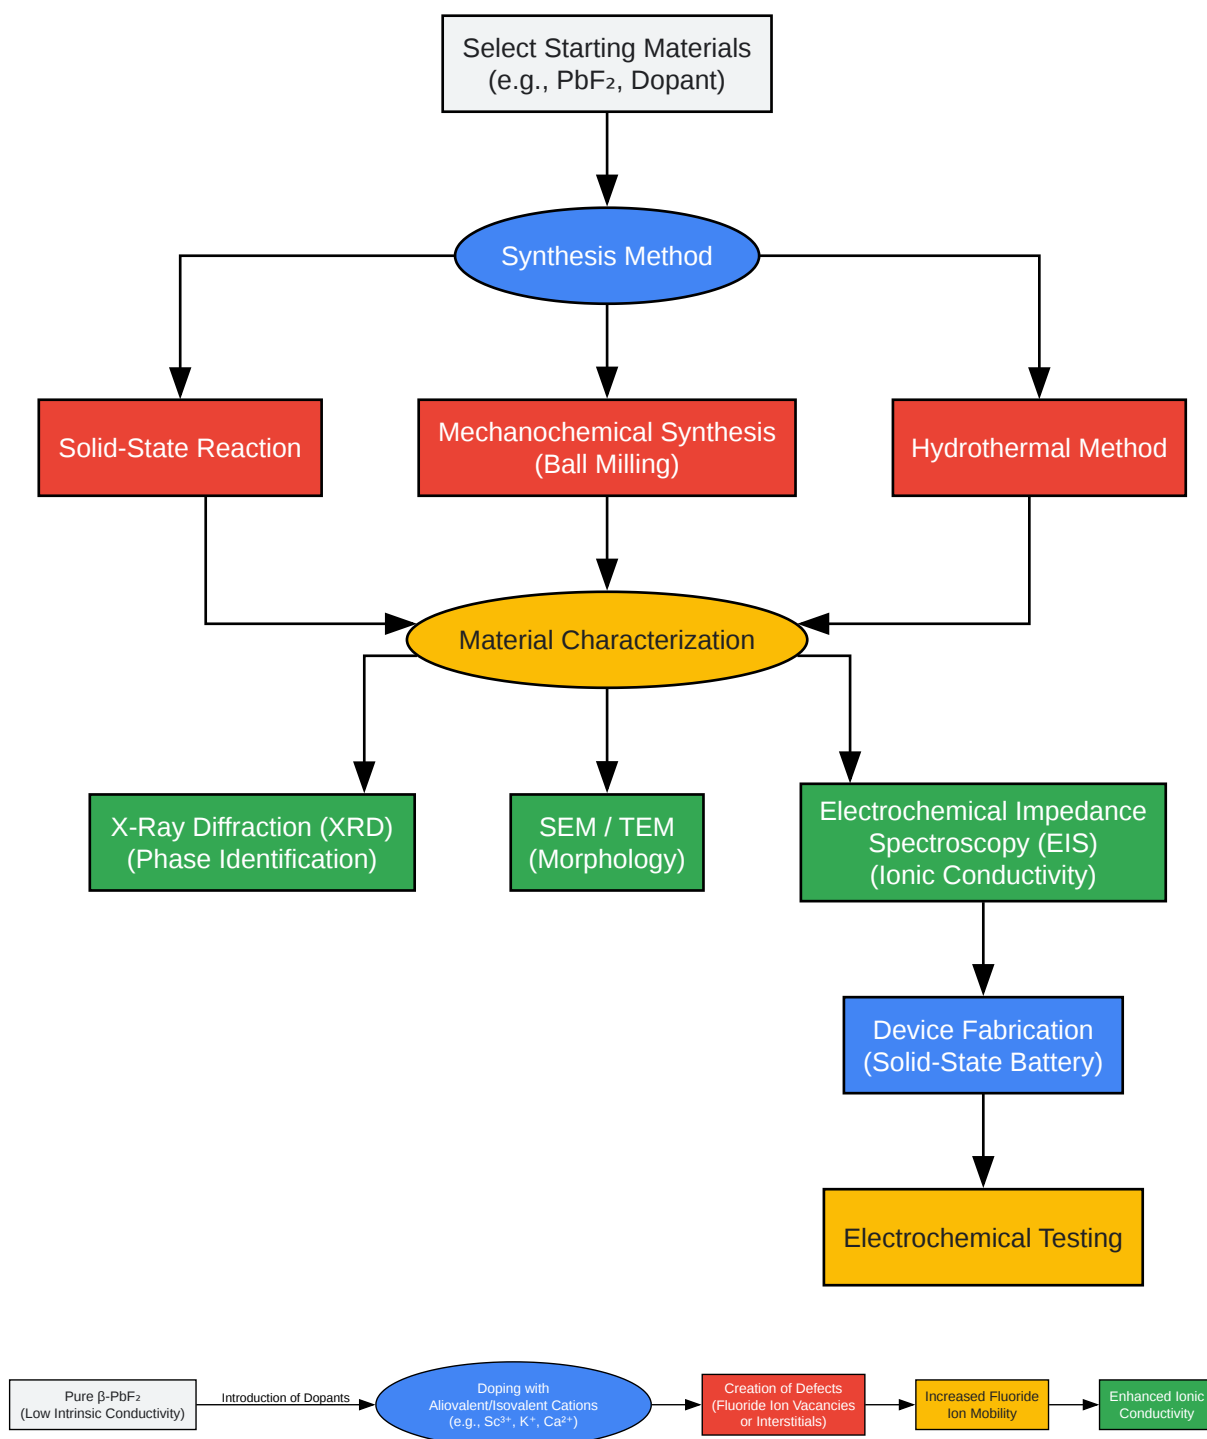 Select Starting Materials
(e.g., PbF₂, Dopant)
Synthesis Method
Solid-State Reaction
Mechanochemical Synthesis
(Ball Milling)
Hydrothermal Method
Material Characterization
X-Ray Diffraction (XRD)
(Phase Identification)
SEM / TEM
(Morphology)
Electrochemical Impedance
Spectroscopy (EIS)
(Ionic Conductivity)
Device Fabrication
(Solid-State Battery)
Electrochemical Testing
Pure β-PbF₂
(Low Intrinsic Conductivity)
Introduction of Dopants
Doping with
Aliovalent/Isovalent Cations
(e.g., Sc³⁺, K⁺, Ca²⁺)
Creation of Defects
(Fluoride Ion Vacancies
or Interstitials)
Increased Fluoride
Ion Mobility
Enhanced Ionic
Conductivity